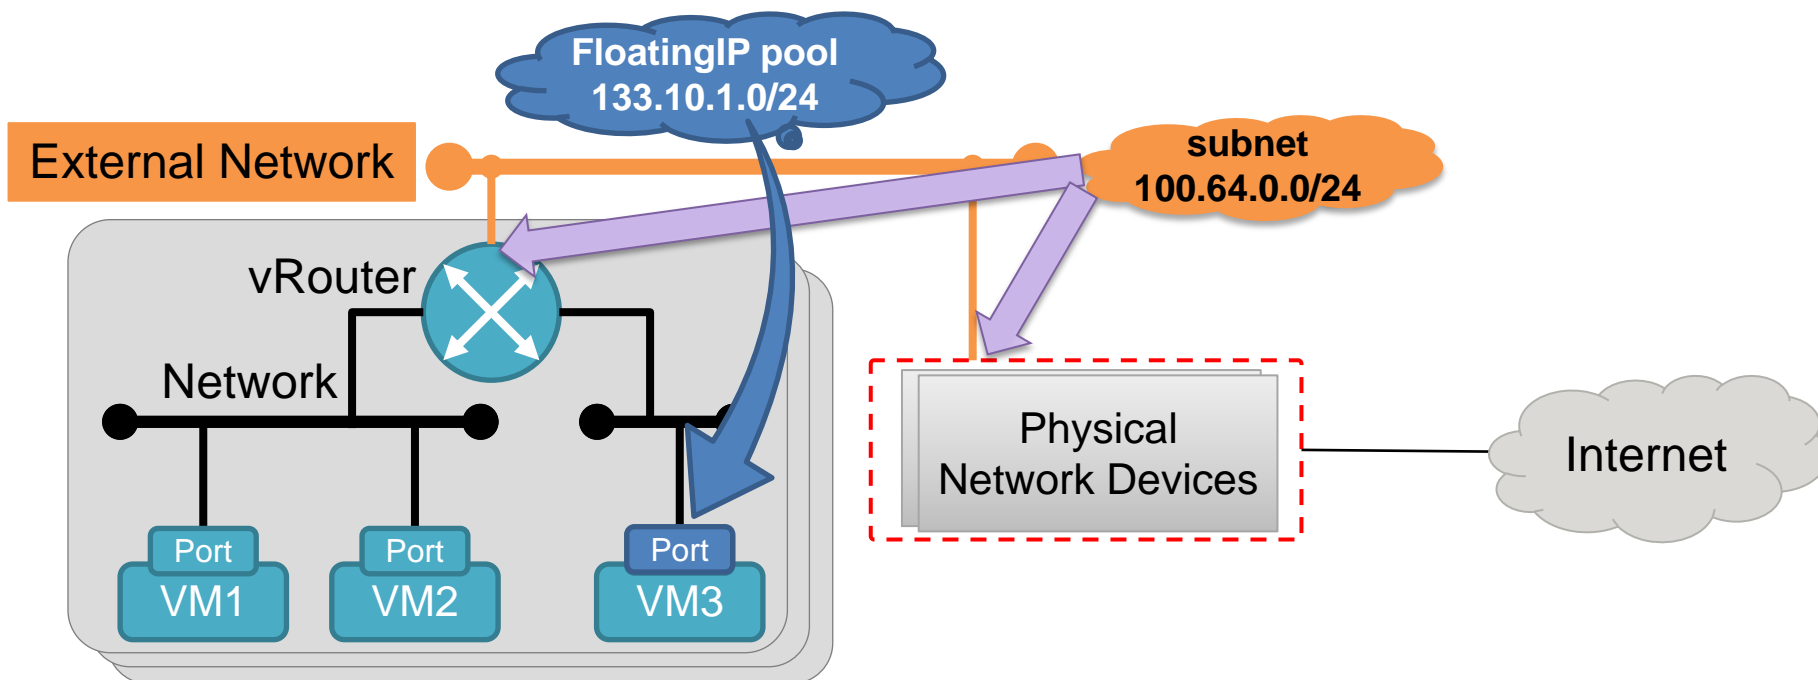 FloatingIP pool
133.10.1.0/24
External Network
subnet
100.64.0.0/24
vRouter
Network
Physical
Network Devices
Internet
Port
Port
Port
VM1
VM2
VM3